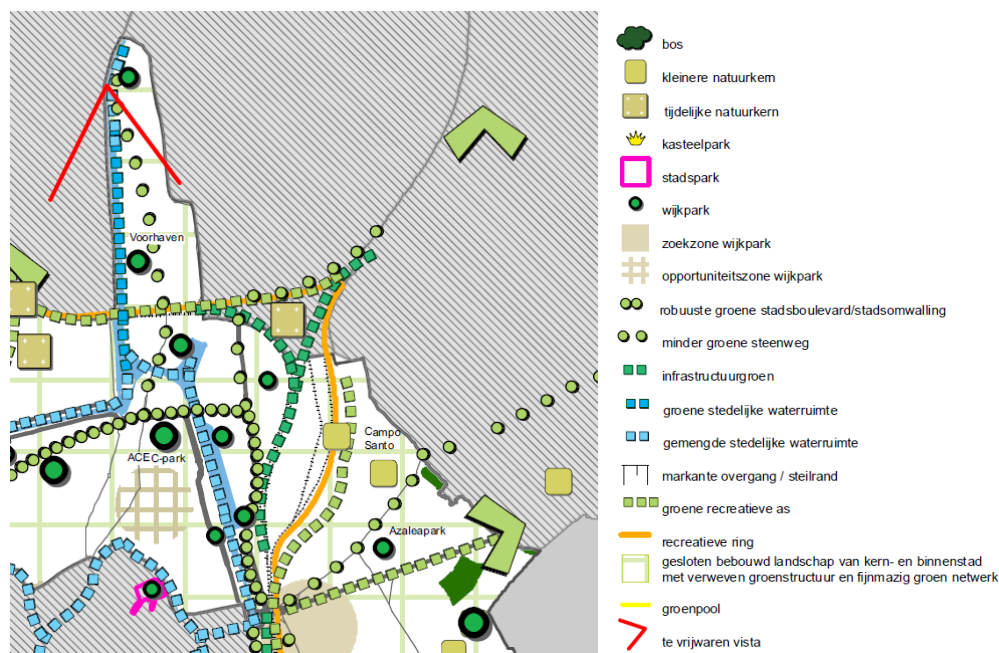 Voorhaven
Campo
Santo
ACEC-park
Azaleapark
bos
kleinere natuurkern
tijdelijke natuurkern
kasteelpark
stadspark
wijkpark
zoekzone wijkpark
opportuniteitszone wijkpark
robuuste groene stadsboulevard/stadsomwalling
minder groene steenweg
infrastructuurgroen
groene stedelijke waterruimte
gemengde stedelijke waterruimte
markante overgang / steilrand
groene recreatieve as
recreatieve ring
gesloten bebouwd landschap van kern- en binnenstad
met verweven groenstructuur en fijnmazig groen netwerk
groenpool
te vrijwaren vista